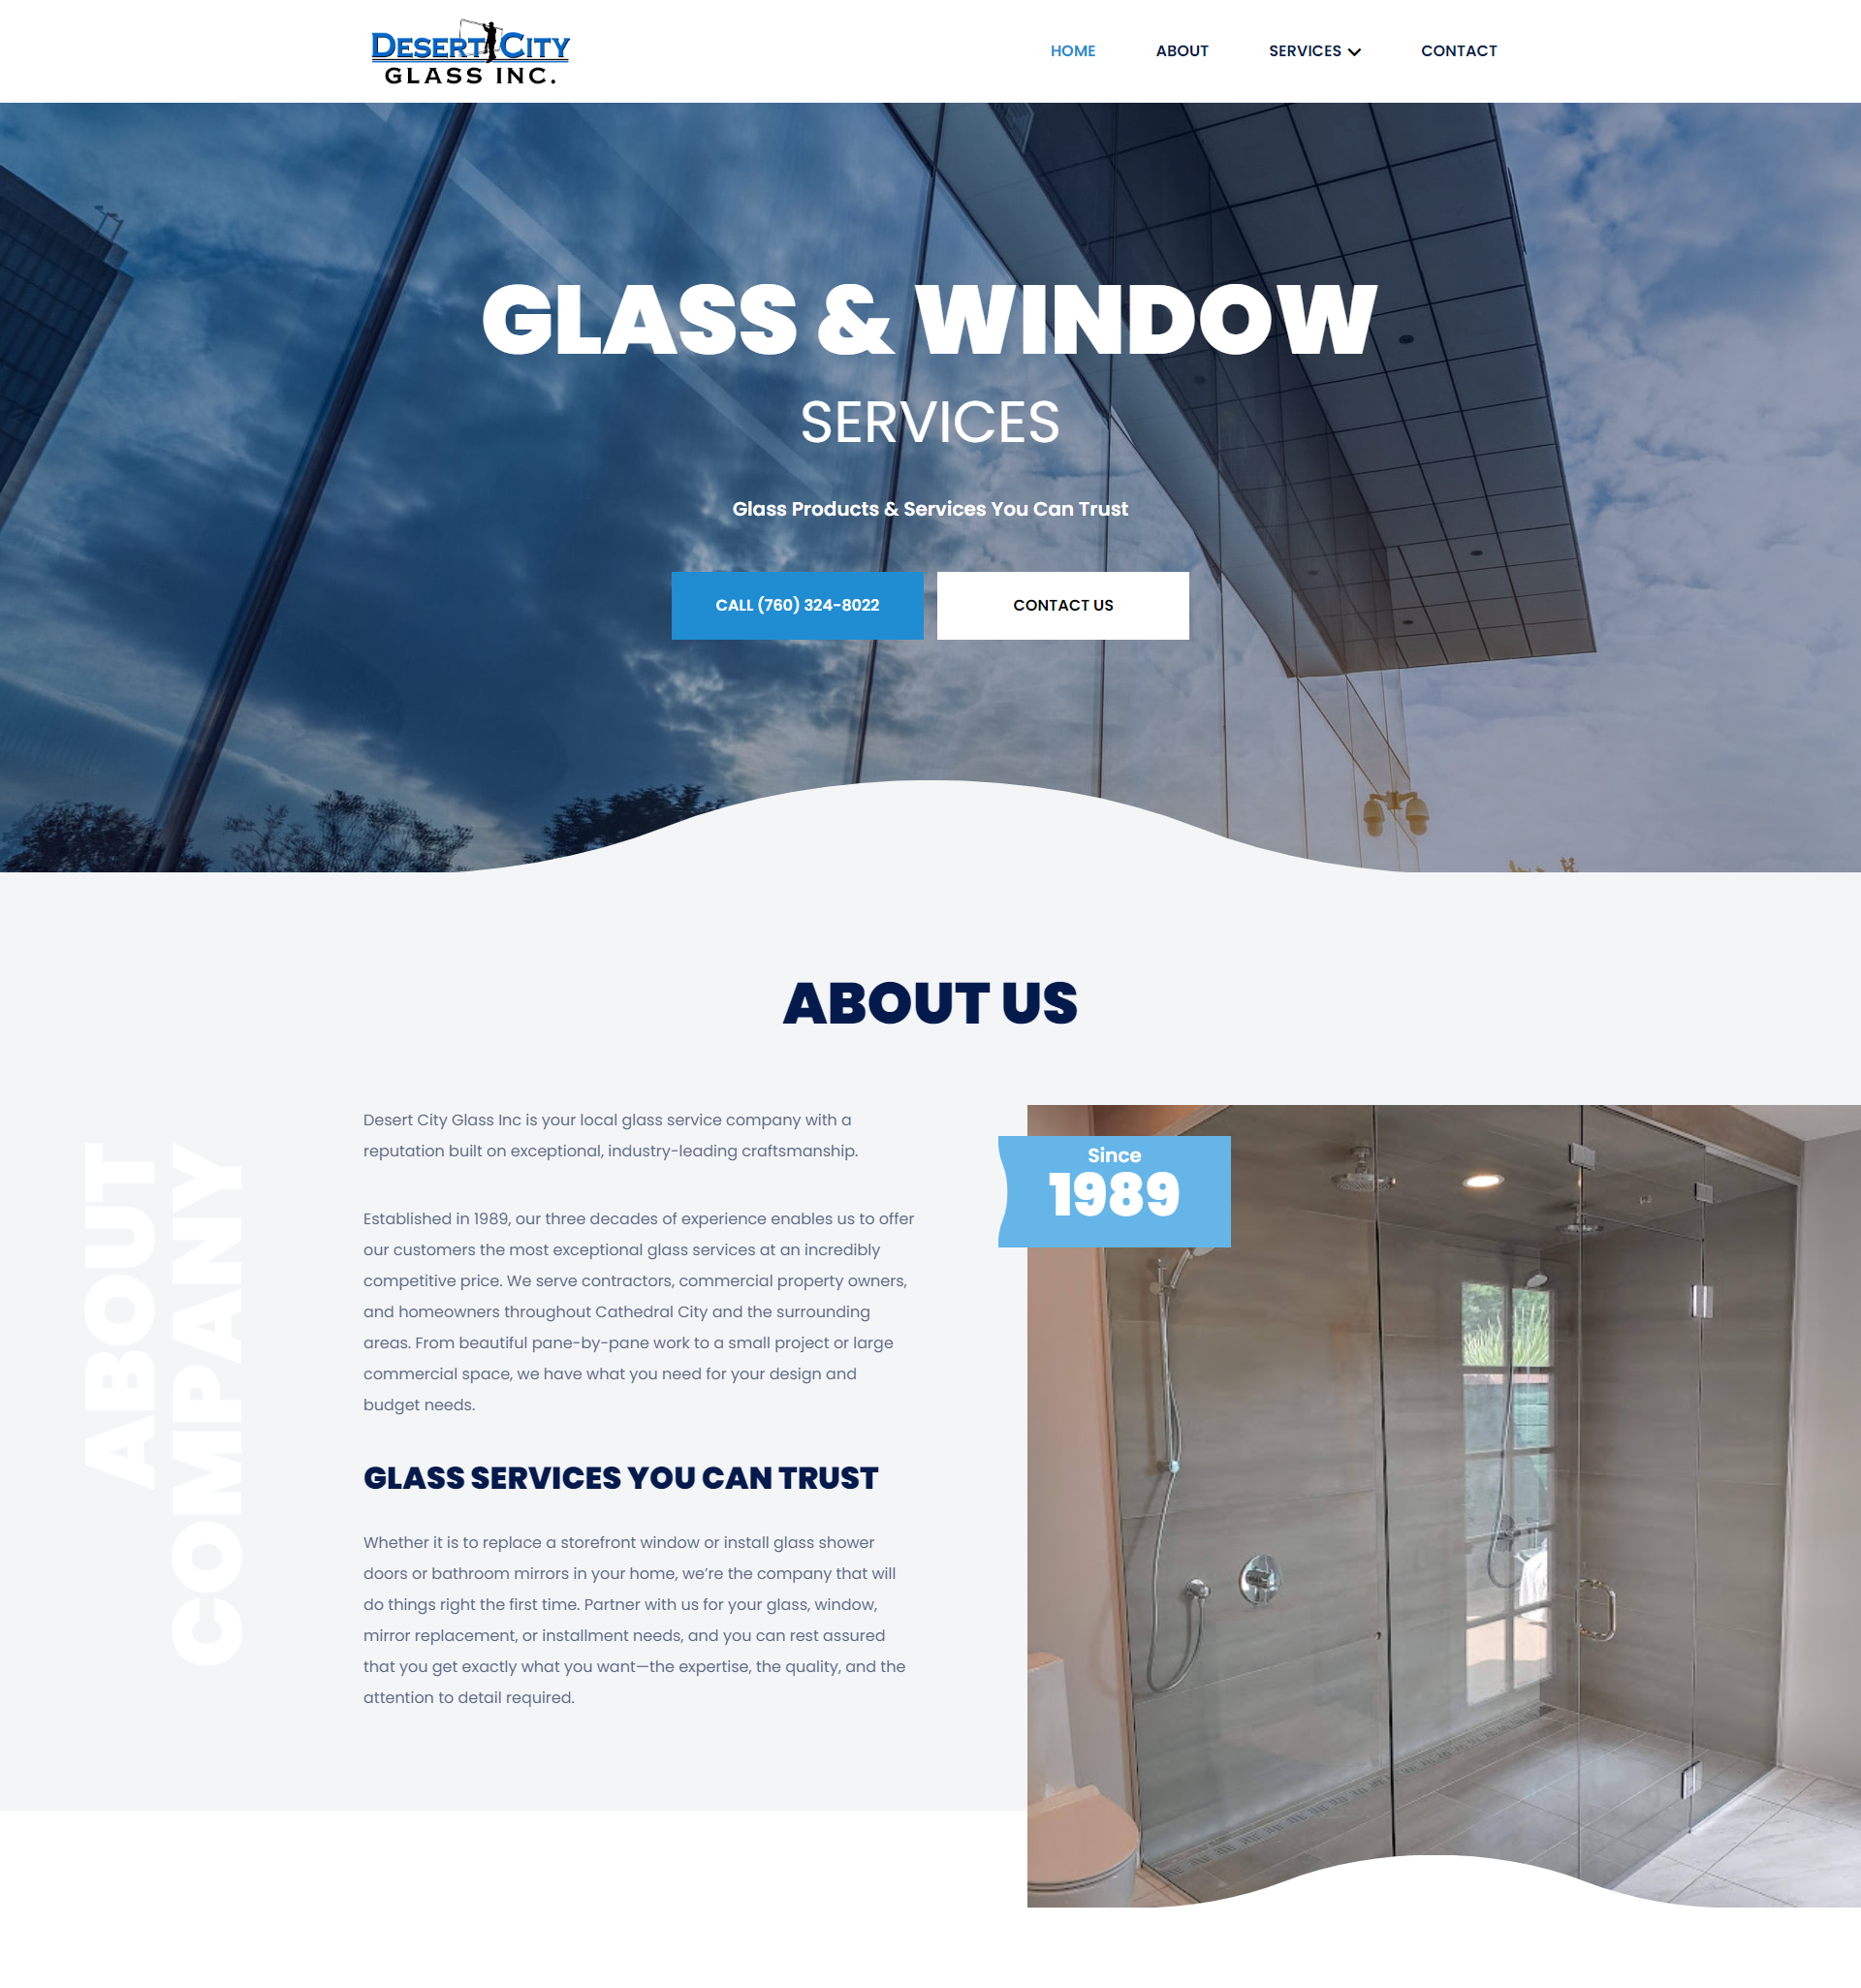 DESERT CITY
GLASS INC.
HOME
ABOUT
SERVICES
CONTACT
GLASS & WINDOW
SERVICES
Glass Products & Services You Can Trust
CALL (760) 324-8022
CONTACT US
ABOUT US
ABOUT
COMPANY
Desert City Glass Inc is your local glass service company with a
reputation built on exceptional, industry-leading craftsmanship.
Established in 1989, our three decades of experience enables us to offer
our customers the most exceptional glass services at an incredibly
competitive price. We serve contractors, commercial property owners,
and homeowners throughout Cathedral City and the surrounding
areas. From beautiful pane-by-pane work to a small project or large
commercial space, we have what you need for your design and
budget needs.
GLASS SERVICES YOU CAN TRUST
Whether it is to replace a storefront window or install glass shower
doors or bathroom mirrors in your home, we’re the company that will
do things right the first time. Partner with us for your glass, window,
mirror replacement, or installment needs, and you can rest assured
that you get exactly what you want—the expertise, the quality, and the
attention to detail required.
Since
1989